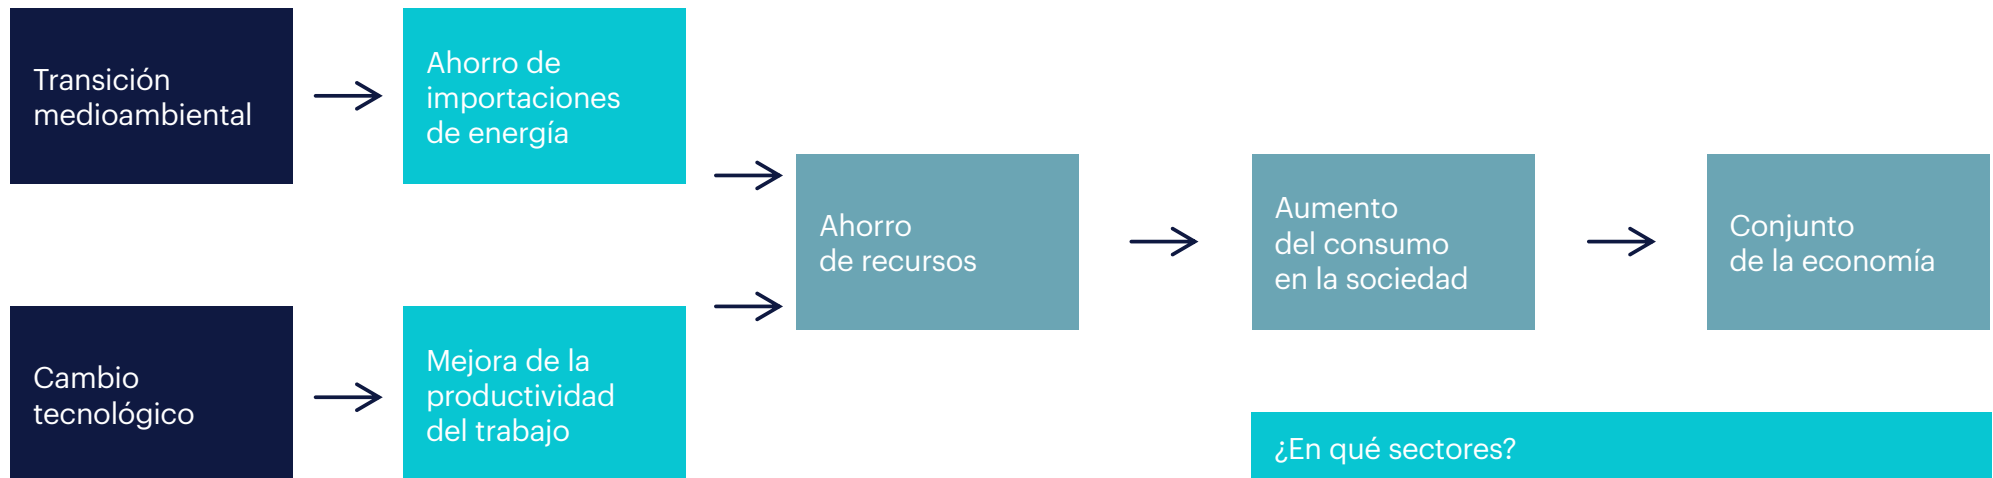 Transición
medioambiental
Ahorro de
importaciones
de energía
Cambio
tecnológico
Mejora de la
productividad
del trabajo
Ahorro
de recursos
Aumento
del consumo
en la sociedad
Conjunto
de la economía
¿En qué sectores?